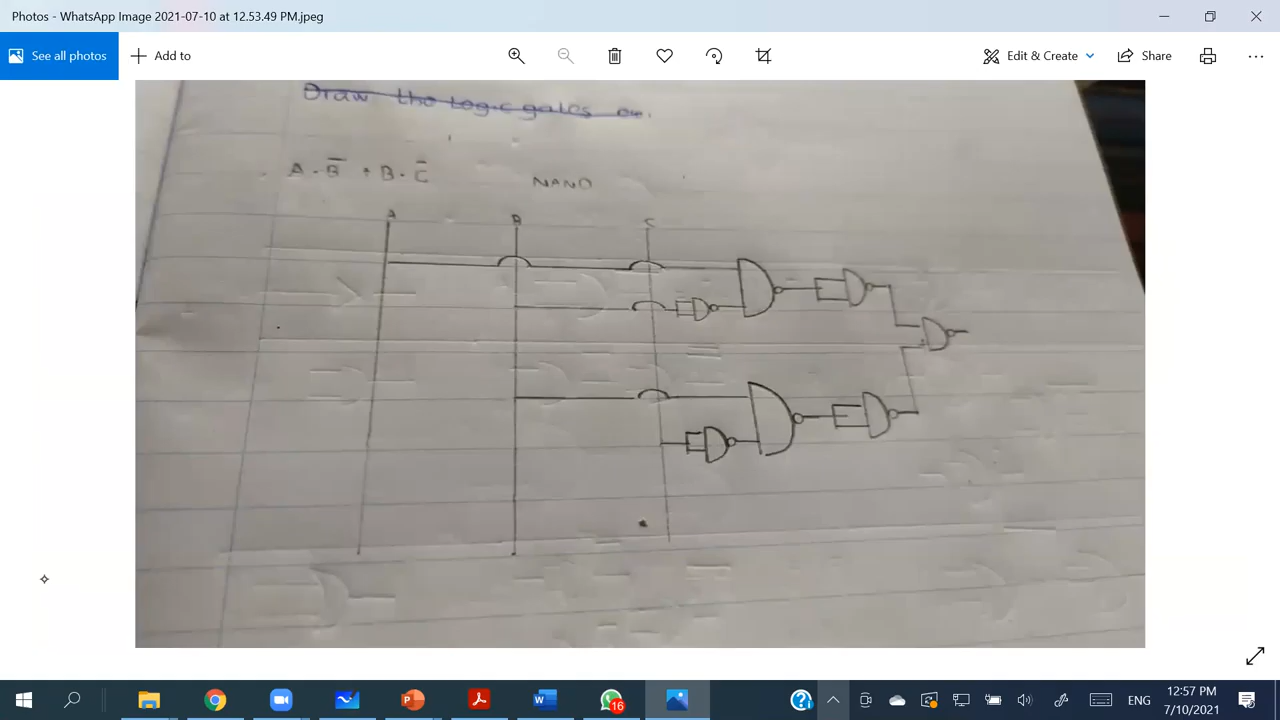 Photos - WhatsApp Image 2021-07-10 at 12.53.49 PM.jpeg
See all photos
Add to
Edit & Create
Share
Draw the Logic gates on.
A . B̅ + B . C̅
NAND
A B C
16
ENG
12:57 PM
7/10/2021